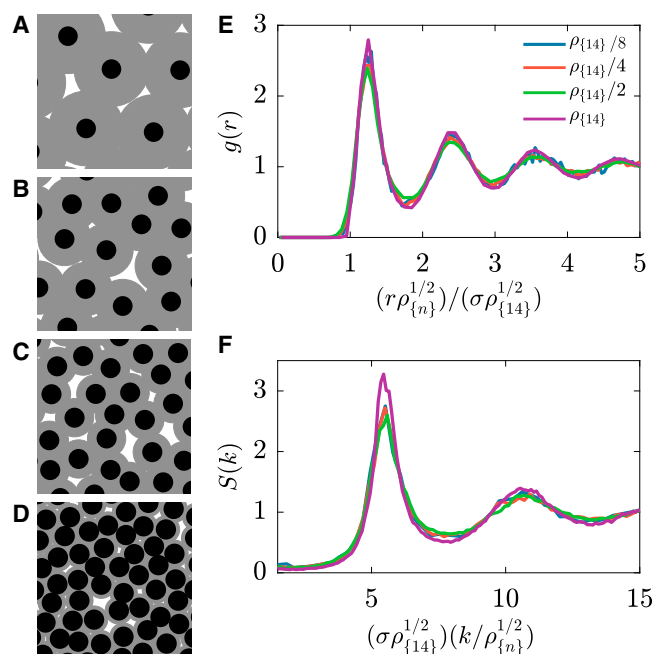 A
B
C
D
E
3
2
1
0
g(r)
ρ{14}/8
ρ{14}/4
ρ{14}/2
ρ{14}
0 1 2 3 4 5
(rρ{n}^{1/2})/(σρ{14}^{1/2})
F
3
2
1
0
S(k)
5 10 15
(σρ{14}^{1/2})(k/ρ{n}^{1/2})